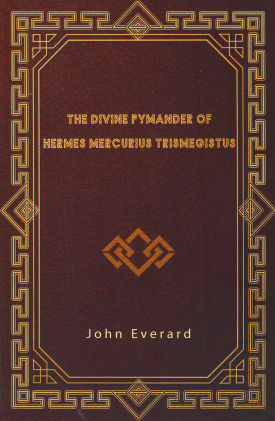 THE DIVINE PYMANDER OF
HERMES MERCURIUS TRISMEGISTUS
John Everard